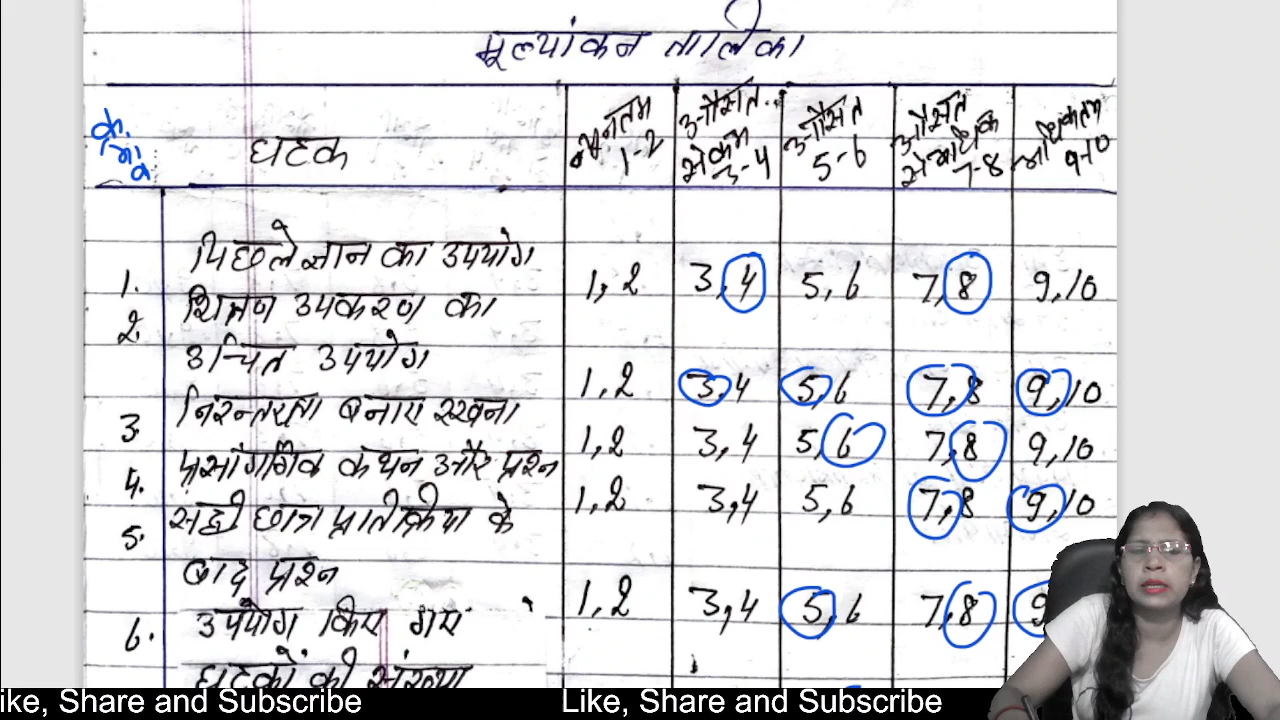 मूल्यांकन तालिका
क्र. मां क
घटक
न्यूनतम 1-2
औसत से कम 3-4
औसत 5-6
औसत से अधिक 7-8
अधिकतम 9-10
1. पिछले ज्ञान का उपयोग 1,2 3,4 5,6 7,8 9,10
2. शिक्षण उपकरण का
उचित उपयोग 1,2 3,4 5,6 7,8 9,10
3. निरन्तरता बनाए रखना 1,2 3,4 5,6 7,8 9,10
4. प्रासांगिक कथन और प्रश्न 1,2 3,4 5,6 7,8 9,10
5. सही छात्र प्रतिक्रिया के
बाद प्रश्न 1,2 3,4 5,6 7,8 9
6. उपयोग किए गए
घटकों की संख्या
ike, Share and Subscribe Like, Share and Subscribe